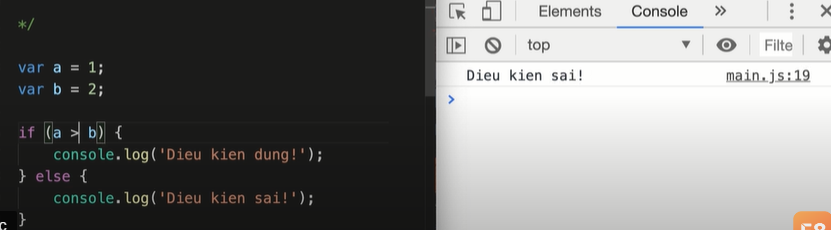 */
var a = 1;
var b = 2;
if (a > b) {
console.log('Dieu kien dung!');
} else {
console.log('Dieu kien sai!');
}
Elements Console »
top Filte
Dieu kien sai! main.js:19
>